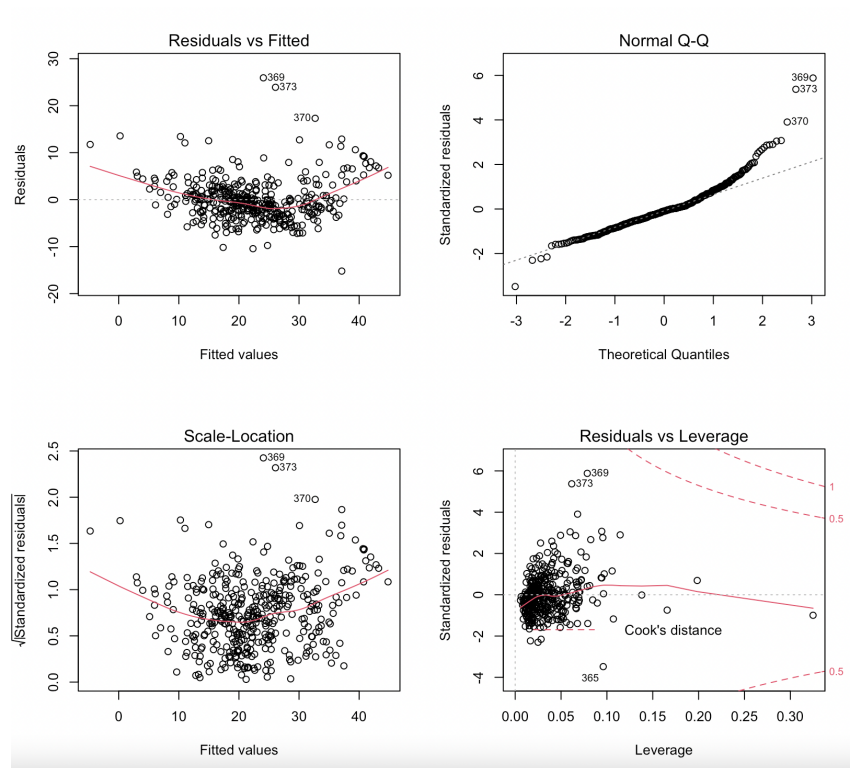 Residuals vs Fitted
Residuals
30
20
10
0
-10
-20
369
373
370
0 10 20 30 40
Fitted values
Normal Q-Q
Standardized residuals
6
4
2
0
-2
369
373
370
-3 -2 -1 0 1 2 3
Theoretical Quantiles
Scale-Location
√|Standardized residuals|
2.5
2.0
1.5
1.0
0.5
0.0
369
373
370
0 10 20 30 40
Fitted values
Residuals vs Leverage
Standardized residuals
6
4
2
0
-2
-4
369
373
1
0.5
Cook's distance
365
0.5
0.00 0.05 0.10 0.15 0.20 0.25 0.30
Leverage